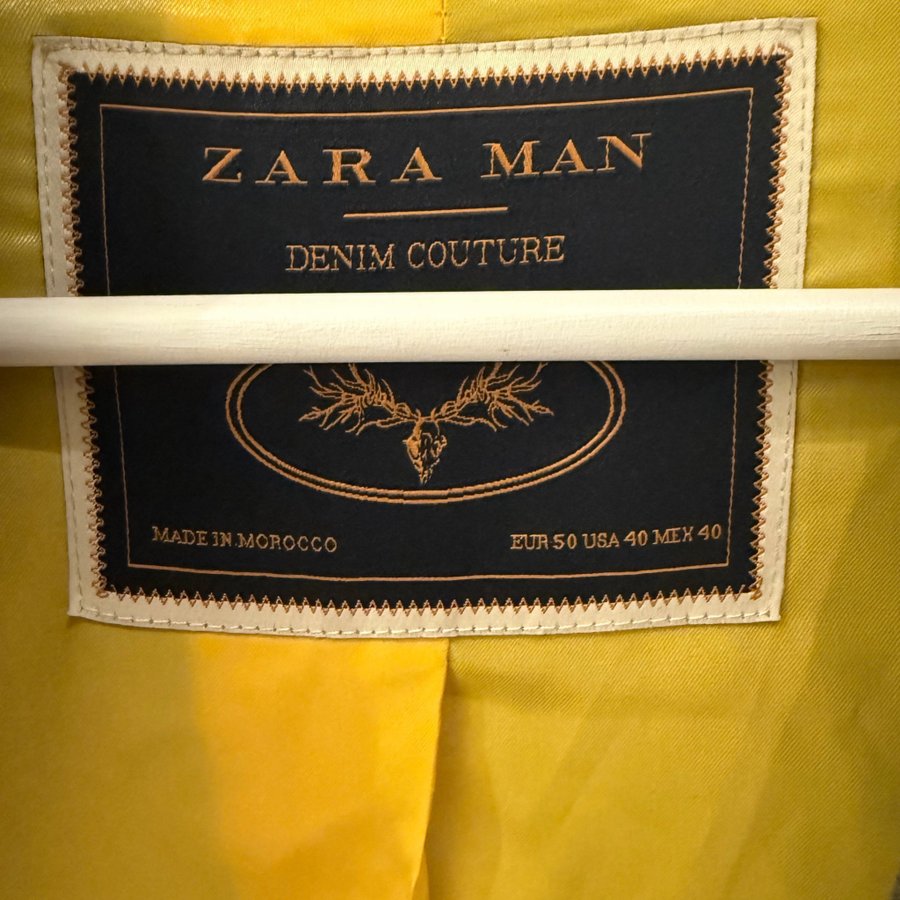 ZARA MAN
DENIM COUTURE
MADE IN MOROCCO
EUR 50 USA 40 MEX 40